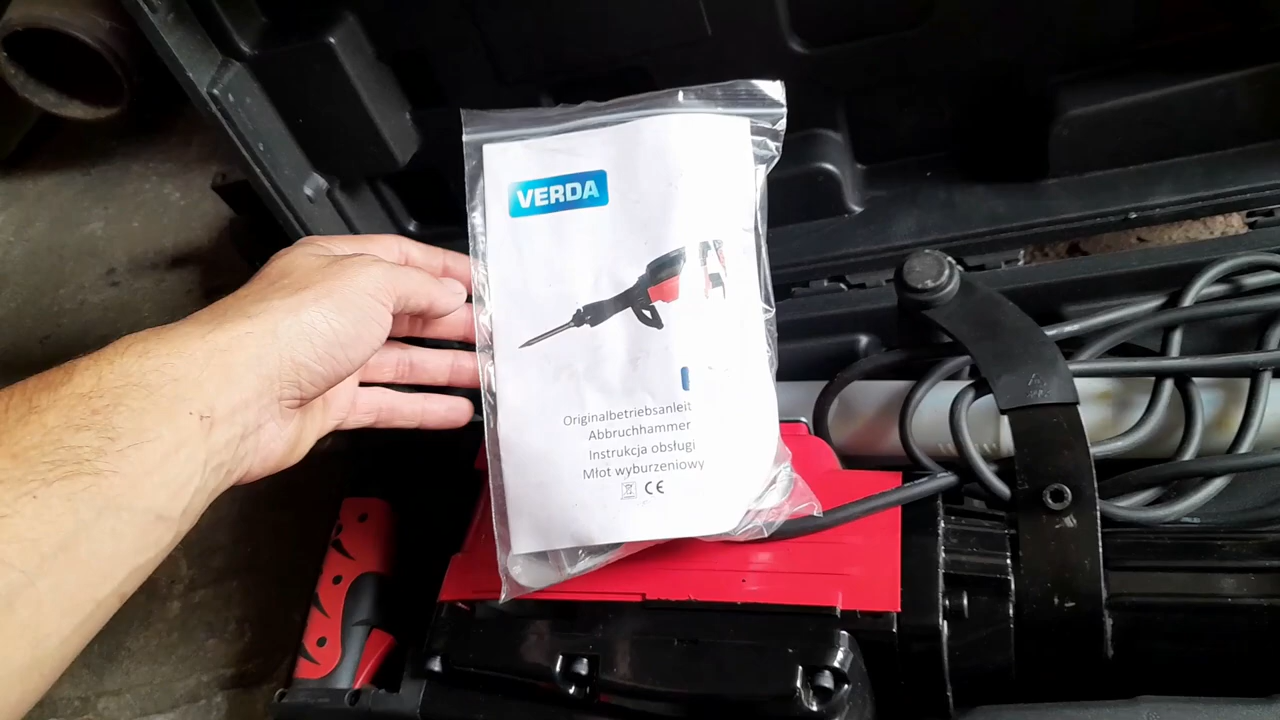 VERDA
Originalbetriebsanleit
Abbruchhammer
Instrukcja obsługi
Młot wyburzeniowy
CE